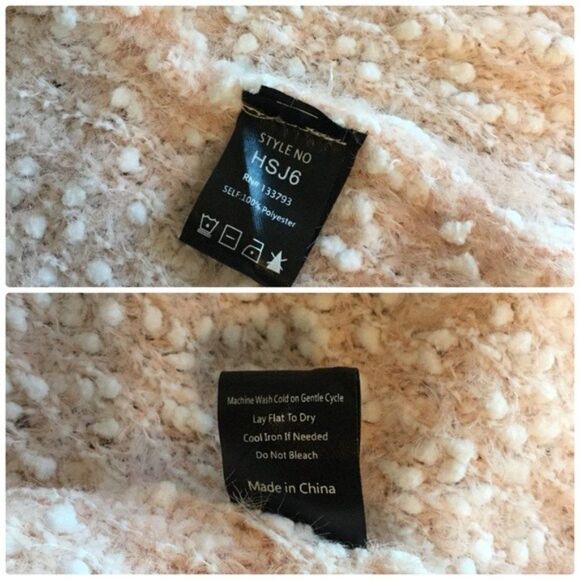 STYLE NO
HSJ6
RN# 133793
SELF:100% Polyester
Machine Wash Cold on Gentle Cycle
Lay Flat To Dry
Cool Iron If Needed
Do Not Bleach
Made in China